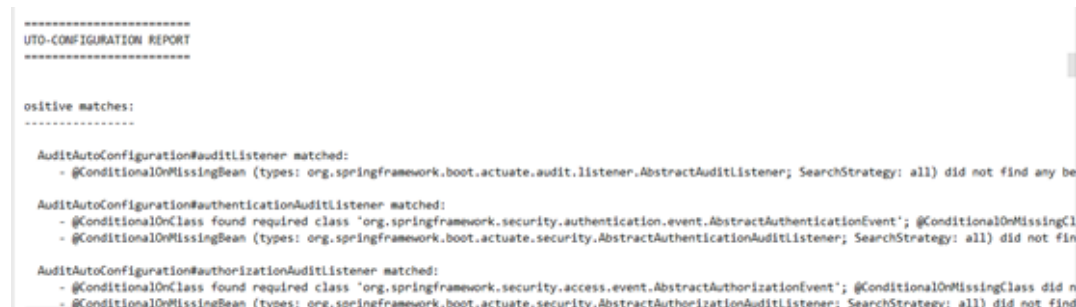 ========================
UTO-CONFIGURATION REPORT
========================
ositive matches:
----------------
AuditAutoConfiguration#auditListener matched:
- @ConditionalOnMissingBean (types: org.springframework.boot.actuate.audit.listener.AbstractAuditListener; SearchStrategy: all) did not find any be
AuditAutoConfiguration#authenticationAuditListener matched:
- @ConditionalOnClass found required class 'org.springframework.security.authentication.event.AbstractAuthenticationEvent'; @ConditionalOnMissingCl
- @ConditionalOnMissingBean (types: org.springframework.boot.actuate.security.AbstractAuthenticationAuditListener; SearchStrategy: all) did not fin
AuditAutoConfiguration#authorizationAuditListener matched:
- @ConditionalOnClass found required class 'org.springframework.security.access.event.AbstractAuthorizationEvent'; @ConditionalOnMissingClass did n
- @ConditionalOnMissingBean (types: org.springframework.boot.actuate.security.AbstractAuthorizationAuditListener; SearchStrategy: all) did not find